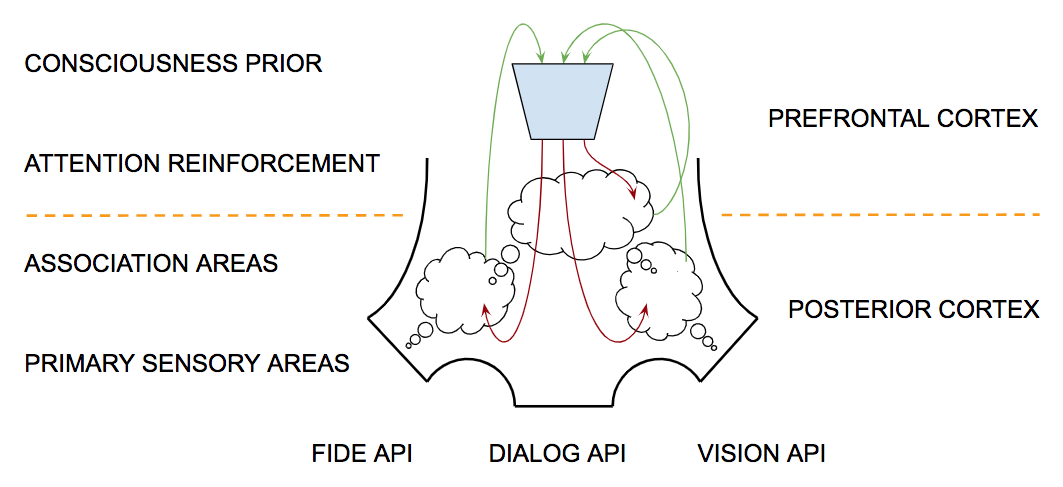 CONSCIOUSNESS PRIOR
PREFRONTAL CORTEX
ATTENTION REINFORCEMENT
ASSOCIATION AREAS
POSTERIOR CORTEX
PRIMARY SENSORY AREAS
FIDE API
DIALOG API
VISION API